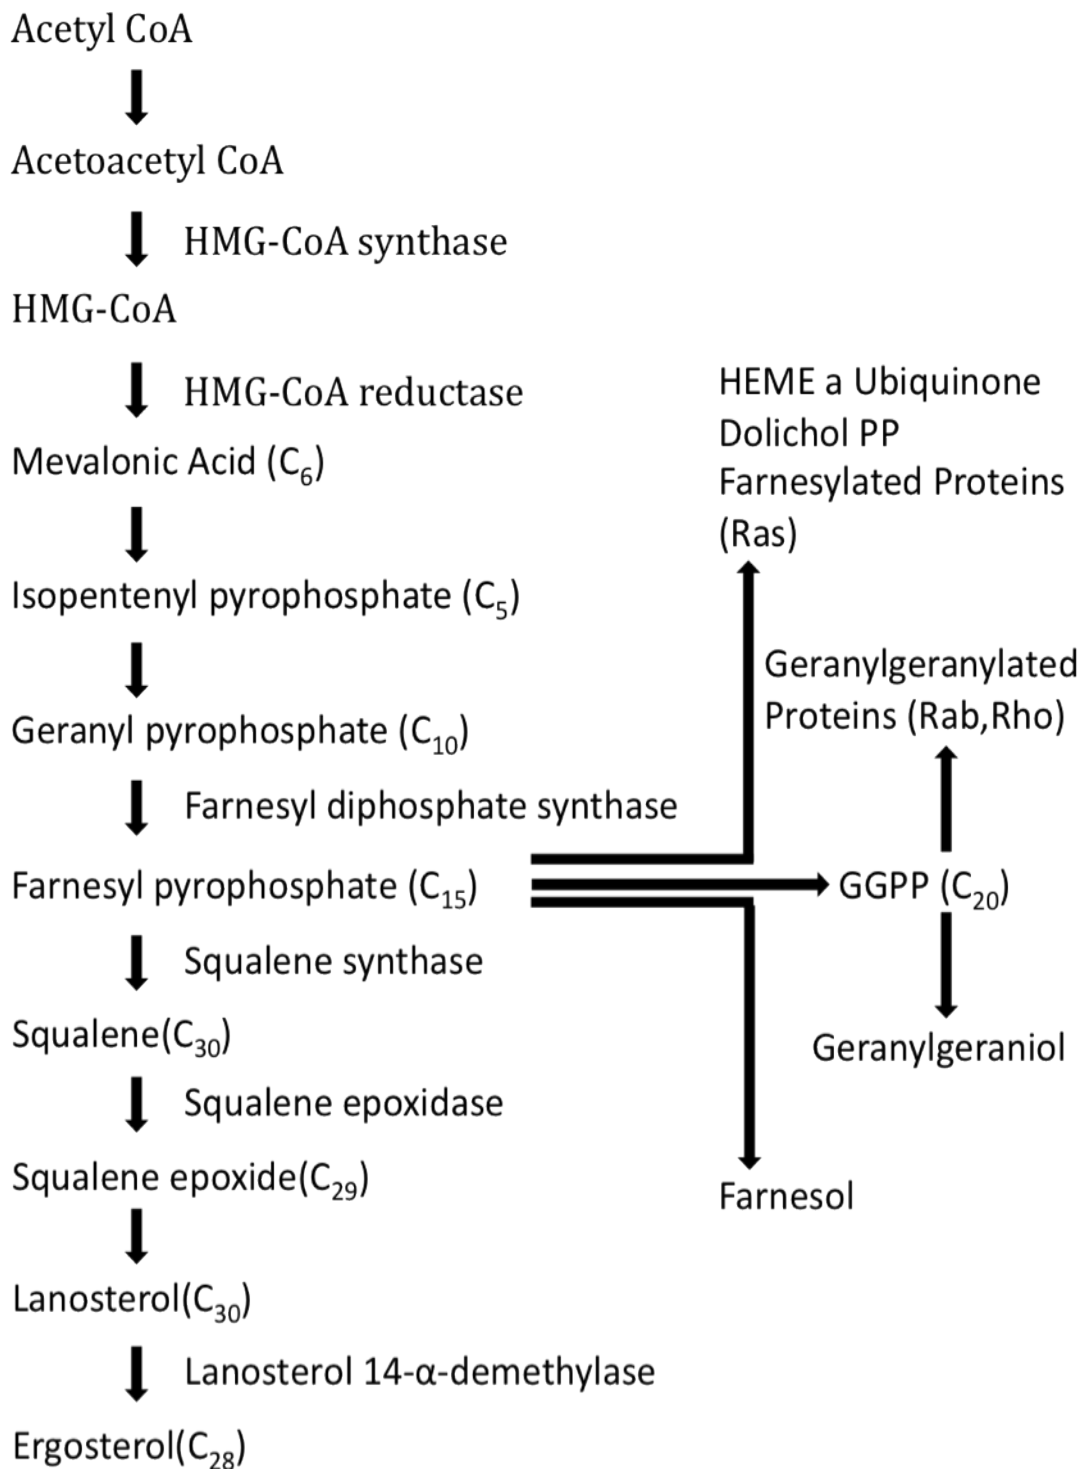 Acetyl CoA
Acetoacetyl CoA
HMG-CoA synthase
HMG-CoA
HMG-CoA reductase
Mevalonic Acid (C₆)
Isopentenyl pyrophosphate (C₅)
Geranyl pyrophosphate (C₁₀)
Farnesyl diphosphate synthase
Farnesyl pyrophosphate (C₁₅)
Squalene synthase
Squalene(C₃₀)
Squalene epoxidase
Squalene epoxide(C₂₉)
Lanosterol(C₃₀)
Lanosterol 14-α-demethylase
Ergosterol(C₂₈)
HEME a Ubiquinone
Dolichol PP
Farnesylated Proteins
(Ras)
Geranylgeranylated
Proteins (Rab,Rho)
GGPP (C₂₀)
Geranylgeraniol
Farnesol